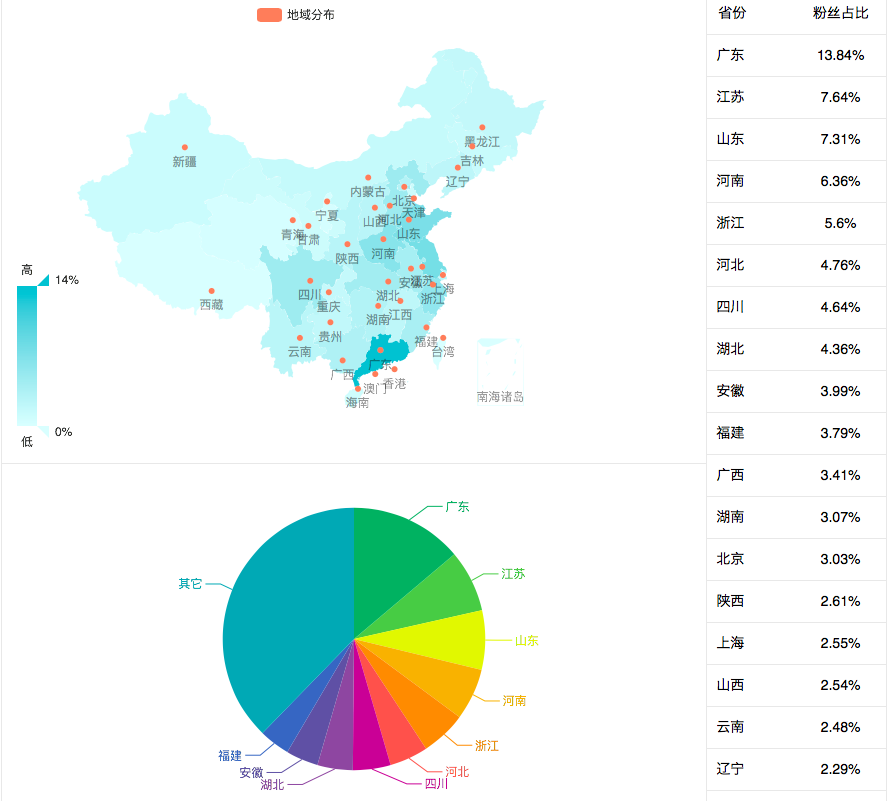 地域分布
黑龙江
吉林
新疆
辽宁
内蒙古
北京
天津
宁夏
山西
河北
青海
甘肃
山东
陕西
河南
高
14%
四川
安徽
江苏
上海
西藏
重庆
湖北
浙江
湖南
江西
贵州
云南
福建
台湾
广东
广西
香港
澳门
海南
南海诸岛
0%
低
广东
江苏
其它
山东
河南
浙江
福建
安徽
河北
湖北
四川
省份 粉丝占比
广东 13.84%
江苏 7.64%
山东 7.31%
河南 6.36%
浙江 5.6%
河北 4.76%
四川 4.64%
湖北 4.36%
安徽 3.99%
福建 3.79%
广西 3.41%
湖南 3.07%
北京 3.03%
陕西 2.61%
上海 2.55%
山西 2.54%
云南 2.48%
辽宁 2.29%